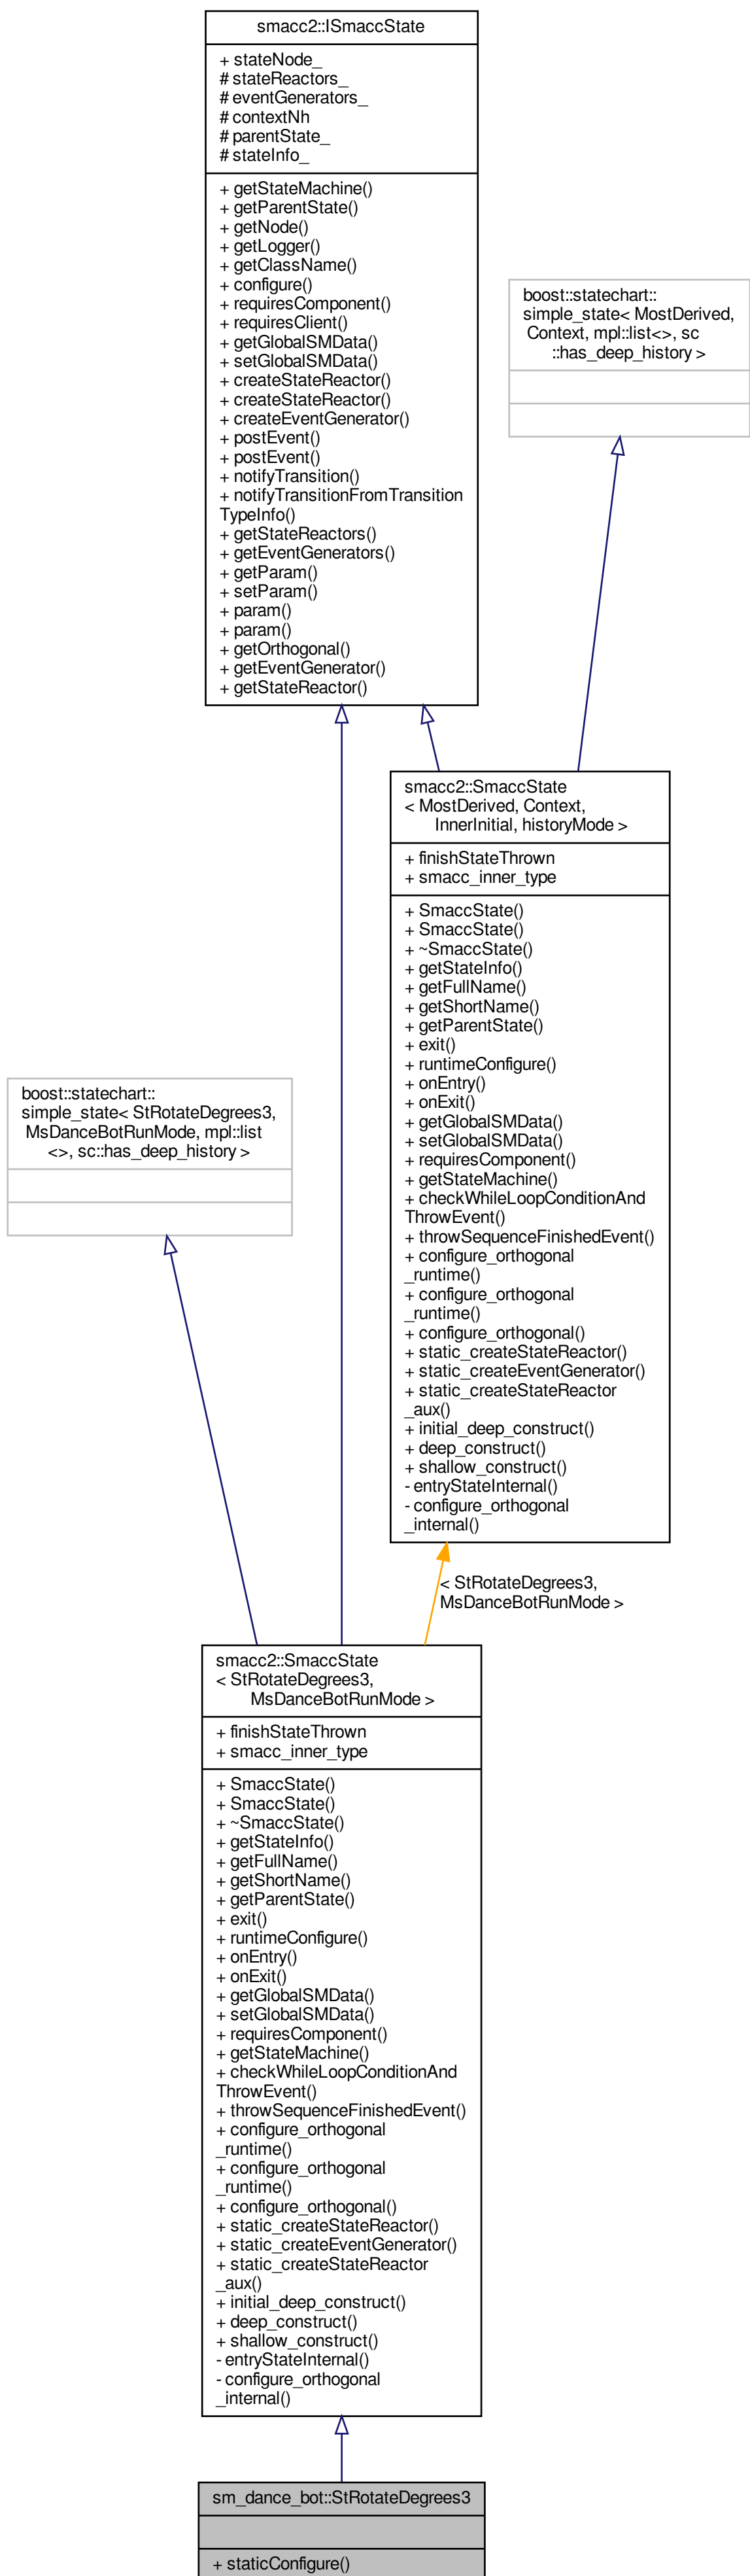 smacc2::ISmaccState
+ stateNode_
# stateReactors_
# eventGenerators_
# contextNh
# parentState_
# stateInfo_
+ getStateMachine()
+ getParentState()
+ getNode()
+ getLogger()
+ getClassName()
+ configure()
+ requiresComponent()
+ requiresClient()
+ getGlobalSMData()
+ setGlobalSMData()
+ createStateReactor()
+ createStateReactor()
+ createEventGenerator()
+ postEvent()
+ postEvent()
+ notifyTransition()
+ notifyTransitionFromTransition
TypeInfo()
+ getStateReactors()
+ getEventGenerators()
+ getParam()
+ setParam()
+ param()
+ param()
+ getOrthogonal()
+ getEventGenerator()
+ getStateReactor()
boost::statechart::
simple_state< MostDerived,
Context, mpl::list<>, sc
::has_deep_history >
smacc2::SmaccState
< MostDerived, Context,
InnerInitial, historyMode >
+ finishStateThrown
+ smacc_inner_type
+ SmaccState()
+ SmaccState()
+ ~SmaccState()
+ getStateInfo()
+ getFullName()
+ getShortName()
+ getParentState()
+ exit()
+ runtimeConfigure()
+ onEntry()
+ onExit()
+ getGlobalSMData()
+ setGlobalSMData()
+ requiresComponent()
+ getStateMachine()
+ checkWhileLoopConditionAnd
ThrowEvent()
+ throwSequenceFinishedEvent()
+ configure_orthogonal
_runtime()
+ configure_orthogonal
_runtime()
+ configure_orthogonal()
+ static_createStateReactor()
+ static_createEventGenerator()
+ static_createStateReactor
_aux()
+ initial_deep_construct()
+ deep_construct()
+ shallow_construct()
- entryStateInternal()
- configure_orthogonal
_internal()
boost::statechart::
simple_state< StRotateDegrees3,
MsDanceBotRunMode, mpl::list
<>, sc::has_deep_history >
< StRotateDegrees3,
MsDanceBotRunMode >
smacc2::SmaccState
< StRotateDegrees3,
MsDanceBotRunMode >
+ finishStateThrown
+ smacc_inner_type
+ SmaccState()
+ SmaccState()
+ ~SmaccState()
+ getStateInfo()
+ getFullName()
+ getShortName()
+ getParentState()
+ exit()
+ runtimeConfigure()
+ onEntry()
+ onExit()
+ getGlobalSMData()
+ setGlobalSMData()
+ requiresComponent()
+ getStateMachine()
+ checkWhileLoopConditionAnd
ThrowEvent()
+ throwSequenceFinishedEvent()
+ configure_orthogonal
_runtime()
+ configure_orthogonal
_runtime()
+ configure_orthogonal()
+ static_createStateReactor()
+ static_createEventGenerator()
+ static_createStateReactor
_aux()
+ initial_deep_construct()
+ deep_construct()
+ shallow_construct()
- entryStateInternal()
- configure_orthogonal
_internal()
sm_dance_bot::StRotateDegrees3
+ staticConfigure()